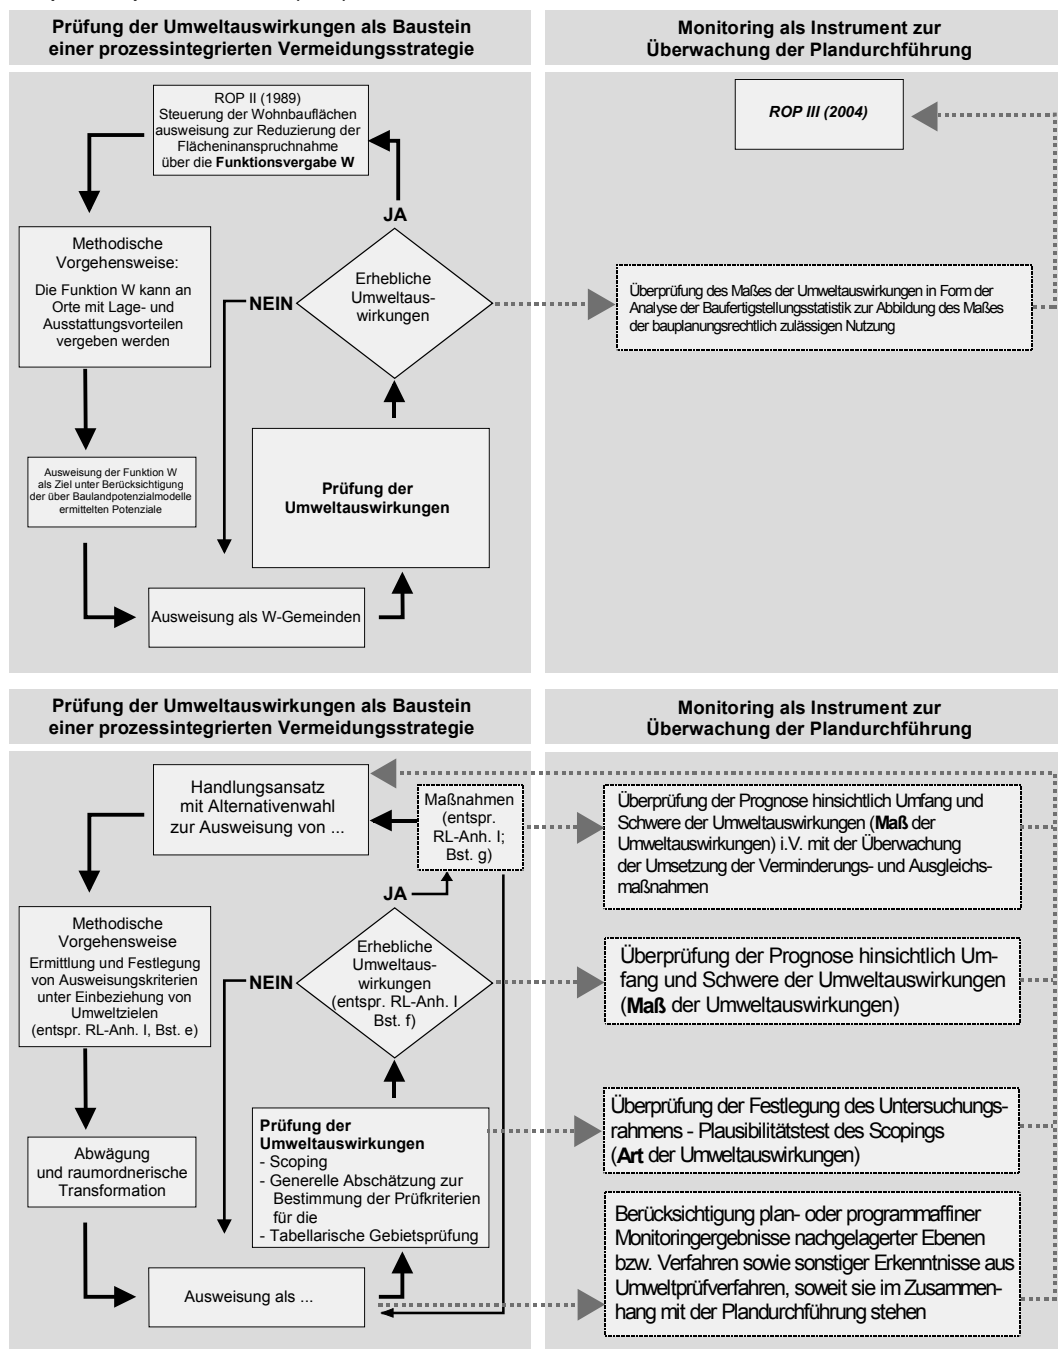 Prüfung der Umweltauswirkungen als Baustein
einer prozessintegrierten Vermeidungsstrategie
Monitoring als Instrument zur
Überwachung der Plandurchführung
ROP II (1989)
Steuerung der Wohnbauflächen
ausweisung zur Reduzierung der
Flächeninanspruchnahme
über die Funktionsvergabe W
ROP III (2004)
JA
Methodische
Vorgehensweise:
Die Funktion W kann an
Orte mit Lage- und
Ausstattungsvorteilen
vergeben werden
NEIN
Erhebliche
Umweltaus-
wirkungen
Überprüfung des Maßes der Umweltauswirkungen in Form der
Analyse der Baufertigstellungsstatistik zur Abbildung des Maßes
der bauplanungsrechtlich zulässigen Nutzung
Ausweisung der Funktion W
als Ziel unter Berücksichtigung
der über Baulandpotenzialmodelle
ermittelten Potenziale
Prüfung der
Umweltauswirkungen
Ausweisung als W-Gemeinden
Prüfung der Umweltauswirkungen als Baustein
einer prozessintegrierten Vermeidungsstrategie
Monitoring als Instrument zur
Überwachung der Plandurchführung
Handlungsansatz
mit Alternativenwahl
zur Ausweisung von ...
Maßnahmen
(entspr.
RL-Anh. I;
Bst. g)
Überprüfung der Prognose hinsichtlich Umfang und
Schwere der Umweltauswirkungen (Maß der
Umweltauswirkungen) i.V. mit der Überwachung
der Umsetzung der Verminderungs- und Ausgleichs-
maßnahmen
JA
Methodische
Vorgehensweise
Ermittlung und Festlegung
von Ausweisungskriterien
unter Einbeziehung von
Umweltzielen
(entspr. RL-Anh. I, Bst. e)
NEIN
Erhebliche
Umweltaus-
wirkungen
(entspr. RL-Anh. I
Bst. f)
Überprüfung der Prognose hinsichtlich Um-
fang und Schwere der Umweltauswirkungen
(Maß der Umweltauswirkungen)
Abwägung
und raumordnerische
Transformation
Prüfung der
Umweltauswirkungen
- Scoping
- Generelle Abschätzung zur
Bestimmung der Prüfkriterien
für die
- Tabellarische Gebietsprüfung
Überprüfung der Festlegung des Untersuchungs-
rahmens - Plausibilitätstest des Scopings
(Art der Umweltauswirkungen)
Ausweisung als ...
Berücksichtigung plan- oder programmaffiner
Monitoringergebnisse nachgelagerter Ebenen
bzw. Verfahren sowie sonstiger Erkenntnisse aus
Umweltprüfverfahren, soweit sie im Zusammen-
hang mit der Plandurchführung stehen